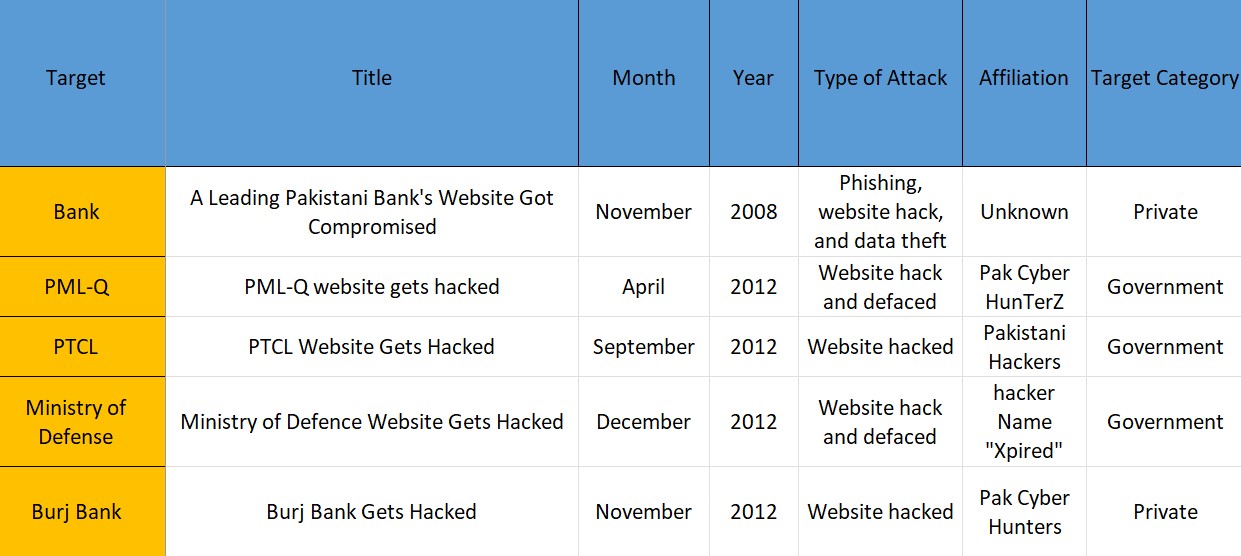 Target Title Month Year Type of Attack Affiliation Target Category
Bank
A Leading Pakistani Bank's Website Got
Compromised
November
2008
Phishing,
website hack,
and data theft
Unknown
Private
PML-Q
PML-Q website gets hacked
April
2012
Website hack
and defaced
Pak Cyber
HunTerZ
Government
PTCL
PTCL Website Gets Hacked
September
2012
Website hacked
Pakistani
Hackers
Government
Ministry of
Defense
Ministry of Defence Website Gets Hacked
December
2012
Website hack
and defaced
hacker
Name
"Xpired"
Government
Burj Bank
Burj Bank Gets Hacked
November
2012
Website hacked
Pak Cyber
Hunters
Private